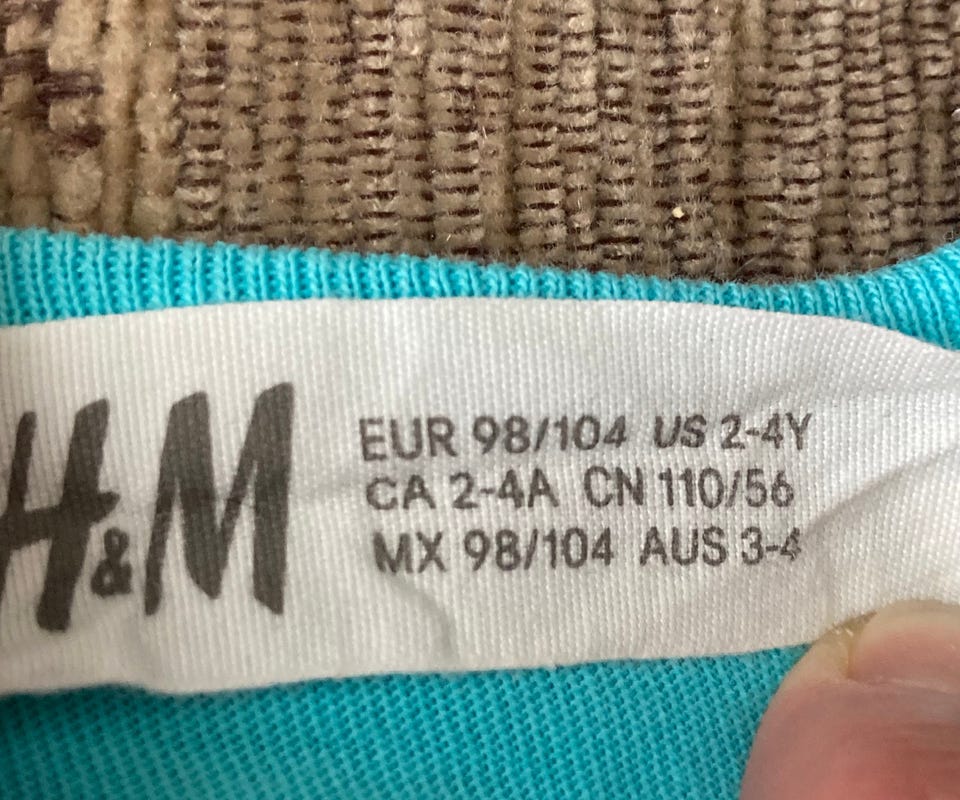 H&M
EUR 98/104 US 2-4Y
CA 2-4A CN 110/56
MX 98/104 AUS 3-4